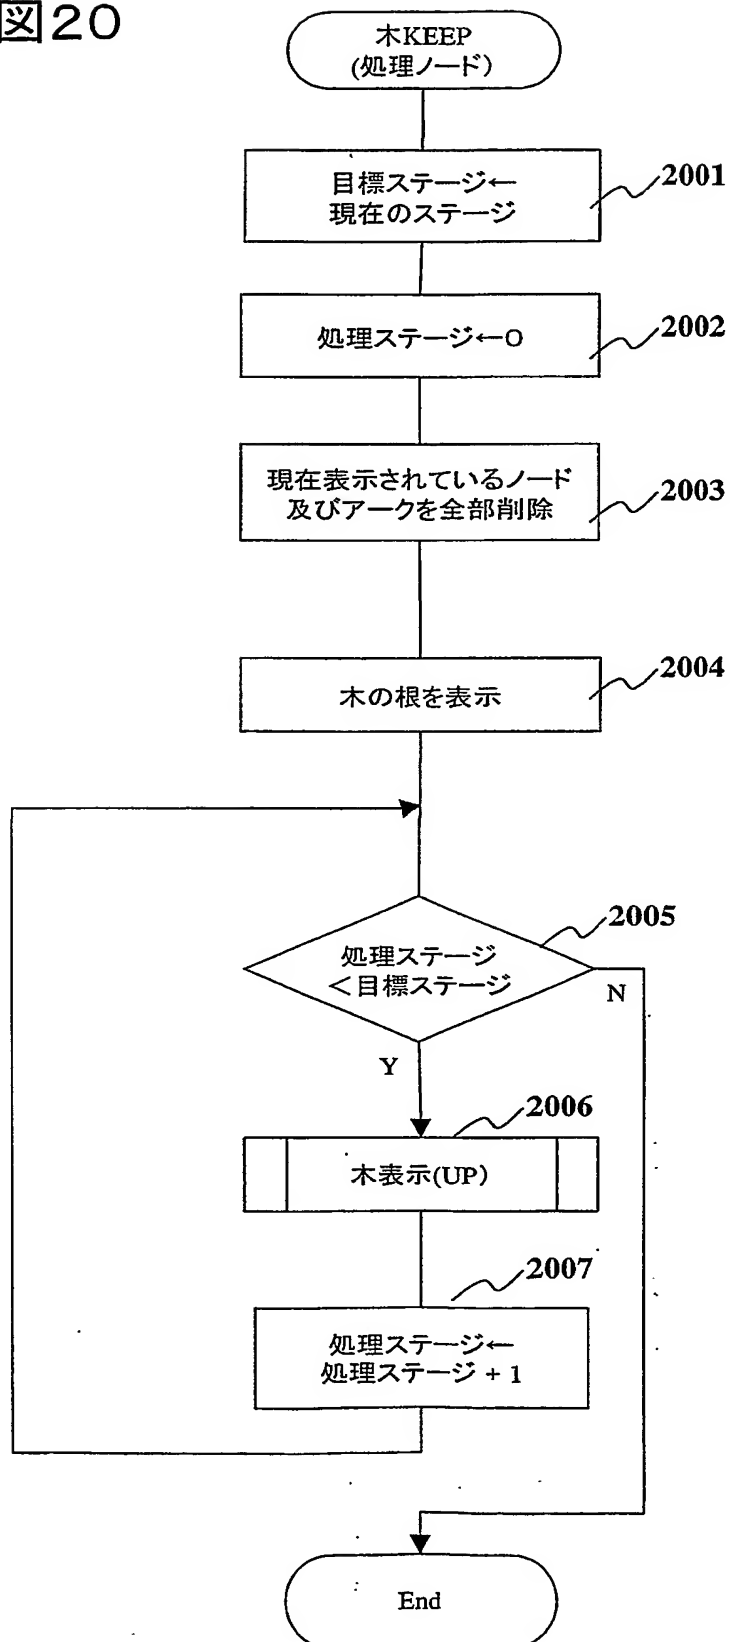 図20
木KEEP
(処理ノード)
目標ステージ←
現在のステージ
2001
処理ステージ←0
2002
現在表示されているノード
及びアークを全部削除
2003
木の根を表示
2004
処理ステージ
＜目標ステージ
2005
N
Y
2006
木表示(UP)
2007
処理ステージ←
処理ステージ + 1
End